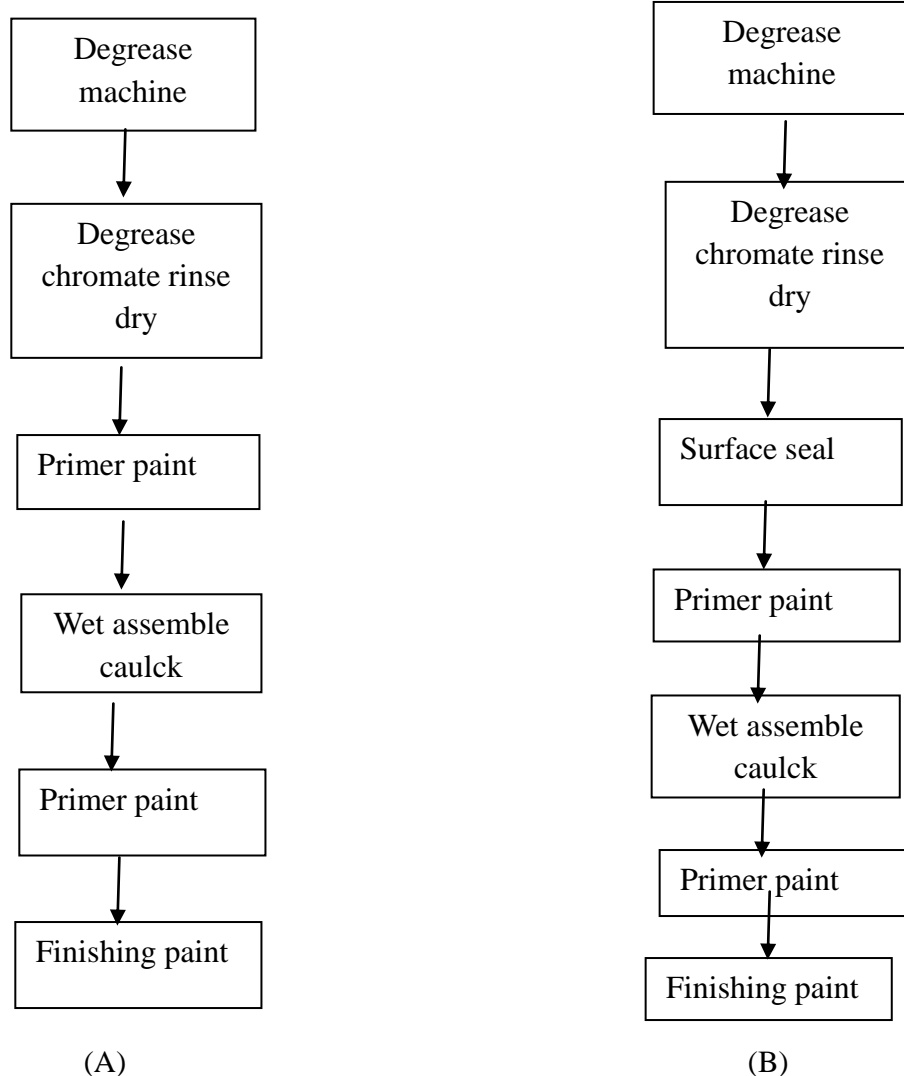 Degrease
machine
Degrease
chromate rinse
dry
Primer paint
Wet assemble
caulck
Primer paint
Finishing paint
(A)
Degrease
machine
Degrease
chromate rinse
dry
Surface seal
Primer paint
Wet assemble
caulck
Primer paint
Finishing paint
(B)